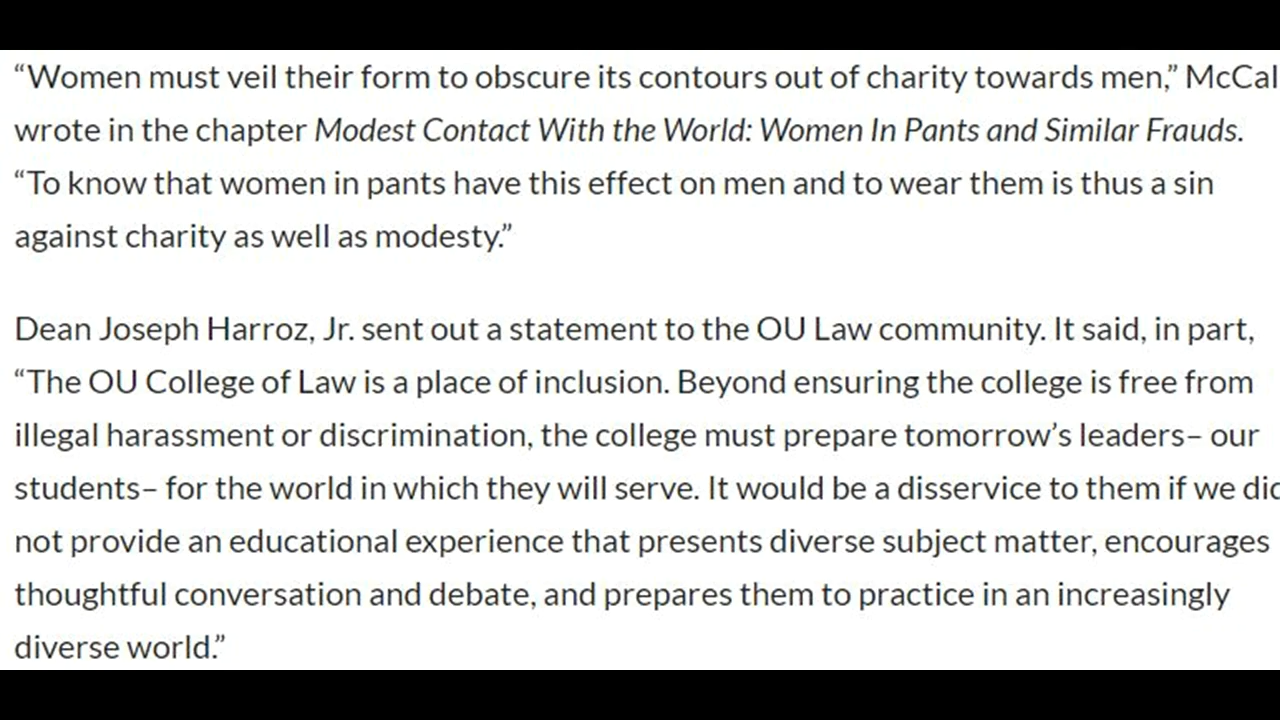 “Women must veil their form to obscure its contours out of charity towards men,” McCal
wrote in the chapter Modest Contact With the World: Women In Pants and Similar Frauds.
“To know that women in pants have this effect on men and to wear them is thus a sin
against charity as well as modesty.”
Dean Joseph Harroz, Jr. sent out a statement to the OU Law community. It said, in part,
“The OU College of Law is a place of inclusion. Beyond ensuring the college is free from
illegal harassment or discrimination, the college must prepare tomorrow’s leaders– our
students– for the world in which they will serve. It would be a disservice to them if we did
not provide an educational experience that presents diverse subject matter, encourages
thoughtful conversation and debate, and prepares them to practice in an increasingly
diverse world.”